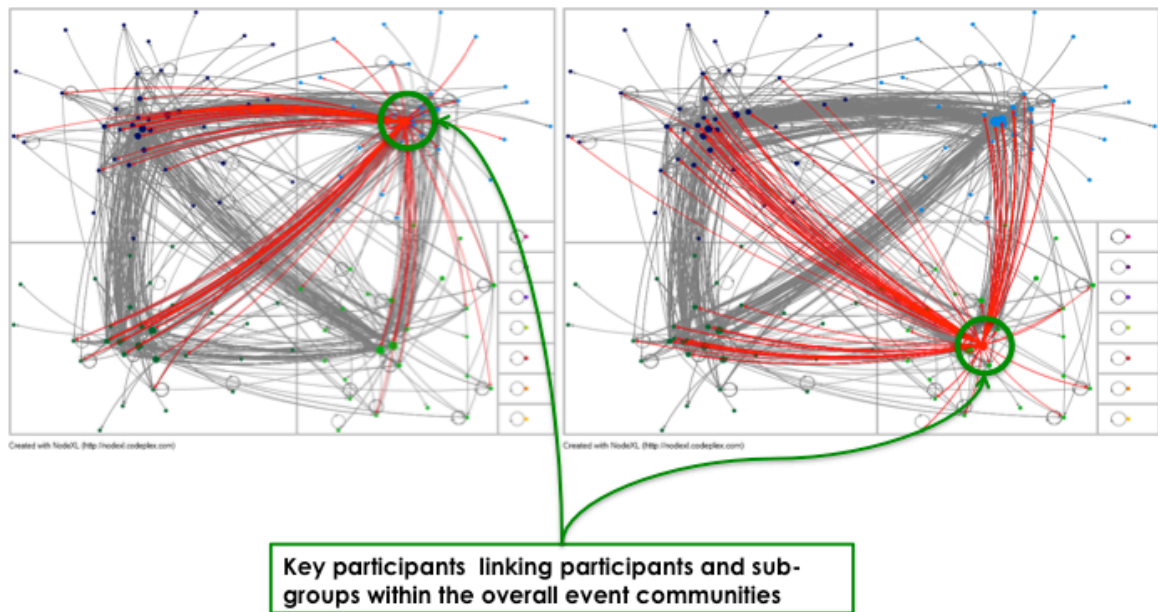 Created with NodeXL (http://nodexl.codeplex.com)
Created with NodeXL (http://nodexl.codeplex.com)
Key participants linking participants and sub-
groups within the overall event communities